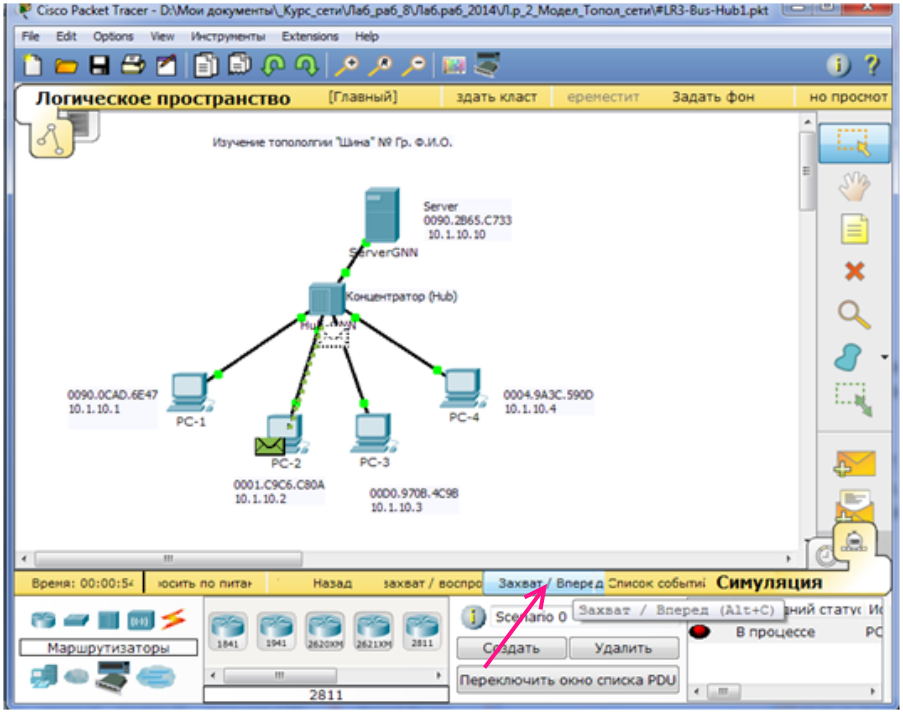 Cisco Packet Tracer - D:\Мои документы\_Курс_сети\Лаб_раб_8\Лаб.раб_2014\Л.р_2_Модел_Топол_сети\#LR3-Bus-Hub1.pkt
File Edit Options View Инструменты Extensions Help
Логическое пространство [Главный] здать класт ереместит Задать фон но просмот
Изучение топололгии "Шина" № Гр. Ф.И.О.
Server
0090.2B65.C733
10.1.10.10
ServerGNN
Концентратор (Hub)
0090.0CAD.6E47
10.1.10.1
PC-1
0004.9A3C.590D
10.1.10.4
PC-4
PC-2
PC-3
0001.C9C6.C80A
10.1.10.2
00D0.970B.4C9B
10.1.10.3
Время: 00:00:54 юсить по питан Назад захват / воспро Захват / Вперед Список событи Симуляция
Маршрутизаторы
1841 1941 2620XM 2621XM 2811
2811
Scenario 0
Захват / Вперед (Alt+C)
дний статус Ис
В процессе PC
Создать Удалить
Переключить окно списка PDU